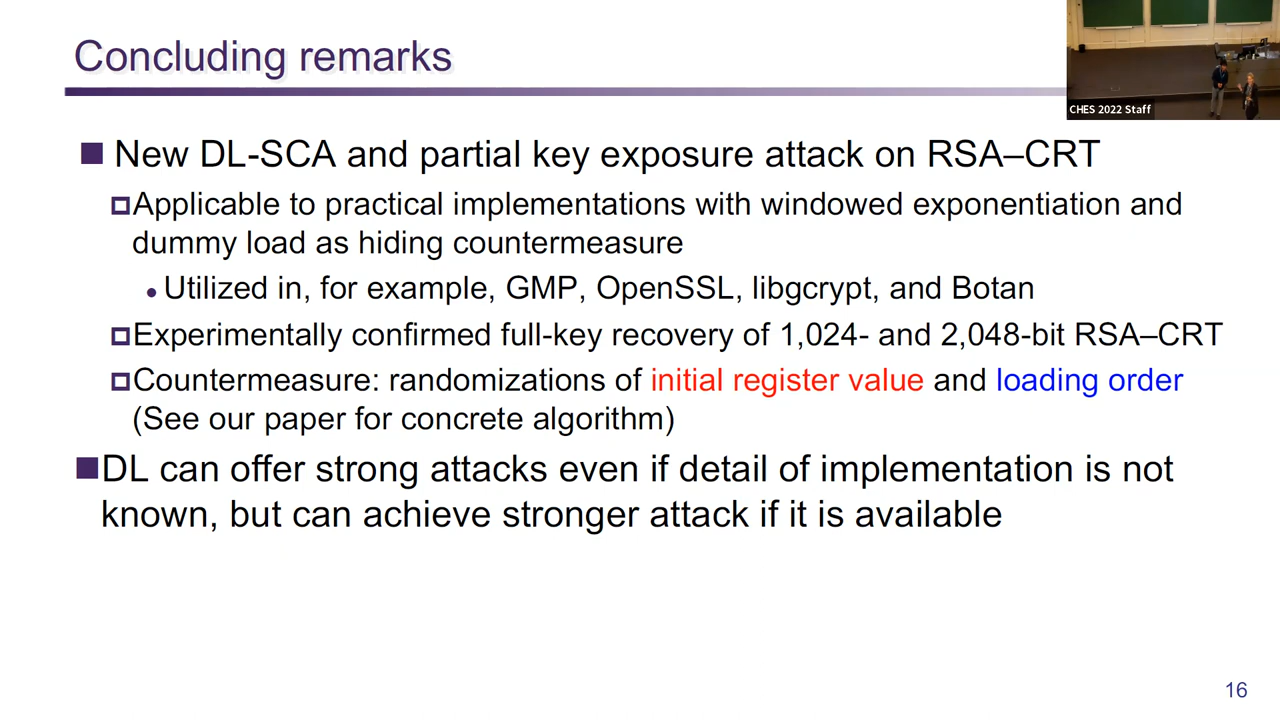 Concluding remarks
CHES 2022 Staff
New DL-SCA and partial key exposure attack on RSA–CRT
Applicable to practical implementations with windowed exponentiation and
dummy load as hiding countermeasure
Utilized in, for example, GMP, OpenSSL, libgcrypt, and Botan
Experimentally confirmed full-key recovery of 1,024- and 2,048-bit RSA–CRT
Countermeasure: randomizations of initial register value and loading order
(See our paper for concrete algorithm)
DL can offer strong attacks even if detail of implementation is not
known, but can achieve stronger attack if it is available
16